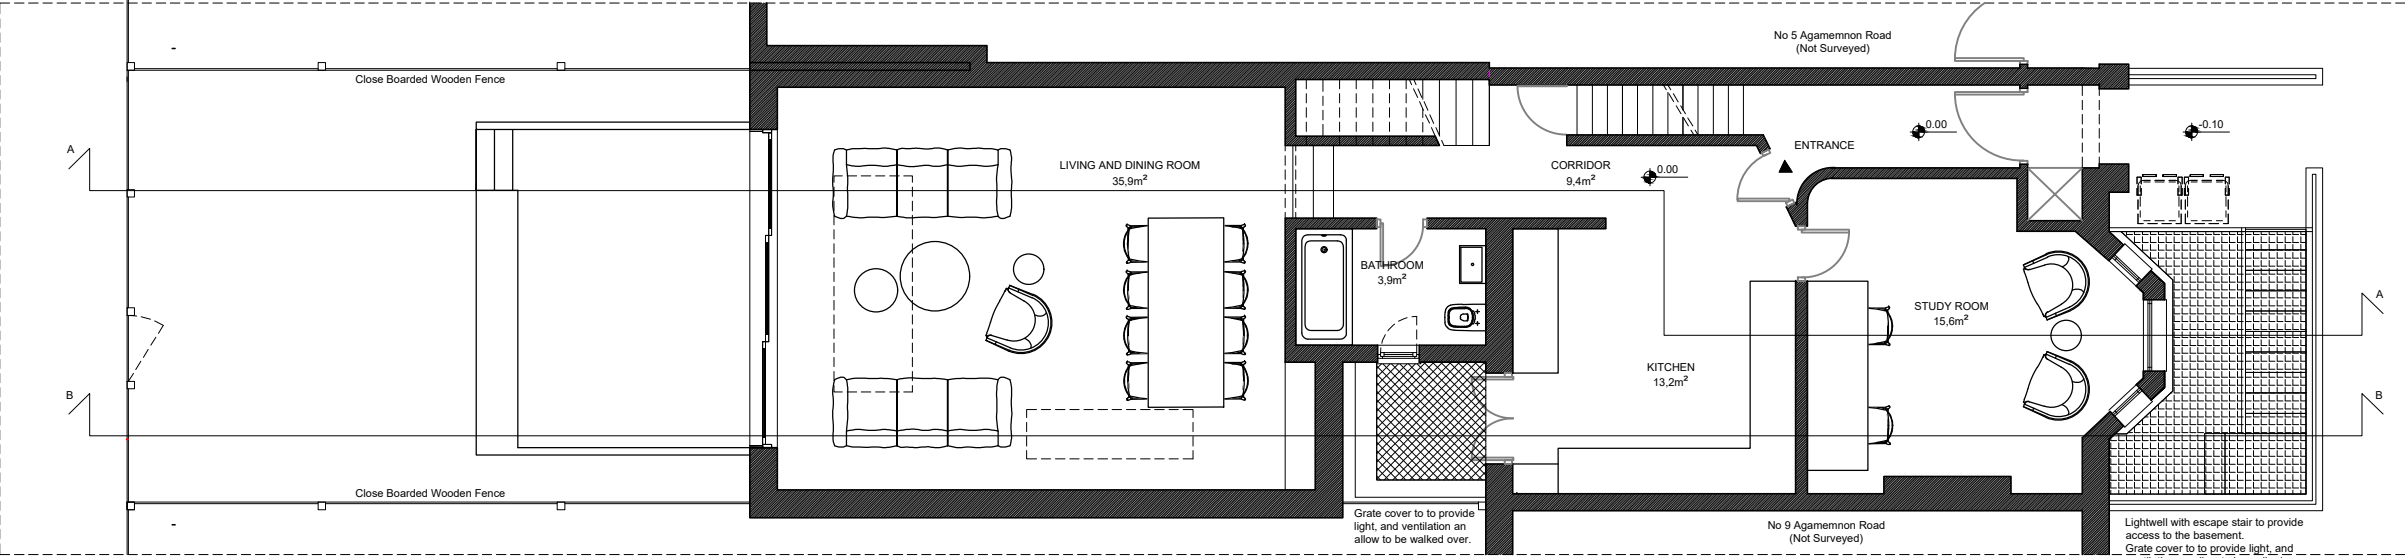 No 5 Agamemnon Road
(Not Surveyed)
Close Boarded Wooden Fence
0.00
-0.10
A
ENTRANCE
LIVING AND DINING ROOM
35,9m²
CORRIDOR
9,4m²
0.00
BATHROOM
3,9m²
STUDY ROOM
15,6m²
A
KITCHEN
13,2m²
B
B
Close Boarded Wooden Fence
Grate cover to to provide
light, and ventilation an
allow to be walked over.
No 9 Agamemnon Road
(Not Surveyed)
Lightwell with escape stair to provide
access to the basement.
Grate cover to to provide light, and